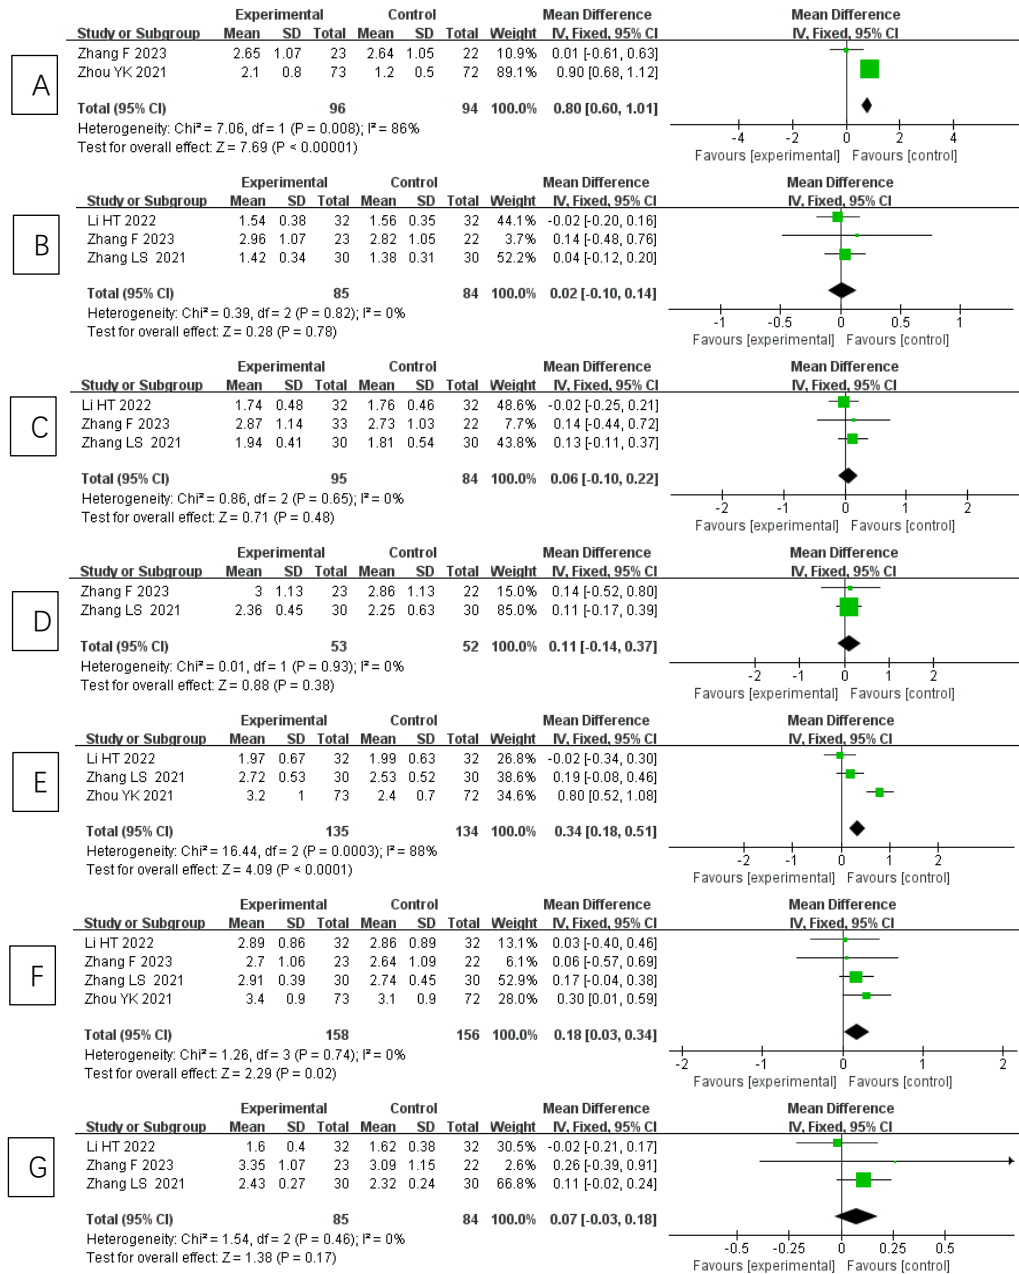 A
Experimental Control Mean Difference Mean Difference
Study or Subgroup Mean SD Total Mean SD Total Weight IV, Fixed, 95% CI IV, Fixed, 95% CI
Zhang F 2023 2.65 1.07 23 2.64 1.05 22 10.9% 0.01 [-0.61, 0.63]
Zhou YK 2021 2.1 0.8 73 1.2 0.5 72 89.1% 0.90 [0.68, 1.12]
Total (95% CI) 96 94 100.0% 0.80 [0.60, 1.01]
Heterogeneity: Chi² = 7.06, df = 1 (P = 0.008); I² = 86%
Test for overall effect: Z = 7.69 (P < 0.00001)
-4 -2 0 2 4
Favours [experimental] Favours [control]
B
Experimental Control Mean Difference Mean Difference
Study or Subgroup Mean SD Total Mean SD Total Weight IV, Fixed, 95% CI IV, Fixed, 95% CI
Li HT 2022 1.54 0.38 32 1.56 0.35 32 44.1% -0.02 [-0.20, 0.16]
Zhang F 2023 2.96 1.07 23 2.82 1.05 22 3.7% 0.14 [-0.48, 0.76]
Zhang LS 2021 1.42 0.34 30 1.38 0.31 30 52.2% 0.04 [-0.12, 0.20]
Total (95% CI) 85 84 100.0% 0.02 [-0.10, 0.14]
Heterogeneity: Chi² = 0.39, df = 2 (P = 0.82); I² = 0%
Test for overall effect: Z = 0.28 (P = 0.78)
-1 -0.5 0 0.5 1
Favours [experimental] Favours [control]
C
Experimental Control Mean Difference Mean Difference
Study or Subgroup Mean SD Total Mean SD Total Weight IV, Fixed, 95% CI IV, Fixed, 95% CI
Li HT 2022 1.74 0.48 32 1.76 0.46 32 48.6% -0.02 [-0.25, 0.21]
Zhang F 2023 2.87 1.14 33 2.73 1.03 22 7.7% 0.14 [-0.44, 0.72]
Zhang LS 2021 1.94 0.41 30 1.81 0.54 30 43.8% 0.13 [-0.11, 0.37]
Total (95% CI) 95 84 100.0% 0.06 [-0.10, 0.22]
Heterogeneity: Chi² = 0.86, df = 2 (P = 0.65); I² = 0%
Test for overall effect: Z = 0.71 (P = 0.48)
-2 -1 0 1 2
Favours [experimental] Favours [control]
D
Experimental Control Mean Difference Mean Difference
Study or Subgroup Mean SD Total Mean SD Total Weight IV, Fixed, 95% CI IV, Fixed, 95% CI
Zhang F 2023 3 1.13 23 2.86 1.13 22 15.0% 0.14 [-0.52, 0.80]
Zhang LS 2021 2.36 0.45 30 2.25 0.63 30 85.0% 0.11 [-0.17, 0.39]
Total (95% CI) 53 52 100.0% 0.11 [-0.14, 0.37]
Heterogeneity: Chi² = 0.01, df = 1 (P = 0.93); I² = 0%
Test for overall effect: Z = 0.88 (P = 0.38)
-2 -1 0 1 2
Favours [experimental] Favours [control]
E
Experimental Control Mean Difference Mean Difference
Study or Subgroup Mean SD Total Mean SD Total Weight IV, Fixed, 95% CI IV, Fixed, 95% CI
Li HT 2022 1.97 0.67 32 1.99 0.63 32 26.8% -0.02 [-0.34, 0.30]
Zhang LS 2021 2.72 0.53 30 2.53 0.52 30 38.6% 0.19 [-0.08, 0.46]
Zhou YK 2021 3.2 1 73 2.4 0.7 72 34.6% 0.80 [0.52, 1.08]
Total (95% CI) 135 134 100.0% 0.34 [0.18, 0.51]
Heterogeneity: Chi² = 16.44, df = 2 (P = 0.0003); I² = 88%
Test for overall effect: Z = 4.09 (P < 0.0001)
-2 -1 0 1 2
Favours [experimental] Favours [control]
F
Experimental Control Mean Difference Mean Difference
Study or Subgroup Mean SD Total Mean SD Total Weight IV, Fixed, 95% CI IV, Fixed, 95% CI
Li HT 2022 2.89 0.86 32 2.86 0.89 32 13.1% 0.03 [-0.40, 0.46]
Zhang F 2023 2.7 1.06 23 2.64 1.09 22 6.1% 0.06 [-0.57, 0.69]
Zhang LS 2021 2.91 0.39 30 2.74 0.45 30 52.9% 0.17 [-0.04, 0.38]
Zhou YK 2021 3.4 0.9 73 3.1 0.9 72 28.0% 0.30 [0.01, 0.59]
Total (95% CI) 158 156 100.0% 0.18 [0.03, 0.34]
Heterogeneity: Chi² = 1.26, df = 3 (P = 0.74); I² = 0%
Test for overall effect: Z = 2.29 (P = 0.02)
-2 -1 0 1 2
Favours [experimental] Favours [control]
G
Experimental Control Mean Difference Mean Difference
Study or Subgroup Mean SD Total Mean SD Total Weight IV, Fixed, 95% CI IV, Fixed, 95% CI
Li HT 2022 1.6 0.4 32 1.62 0.38 32 30.5% -0.02 [-0.21, 0.17]
Zhang F 2023 3.35 1.07 23 3.09 1.15 22 2.6% 0.26 [-0.39, 0.91]
Zhang LS 2021 2.43 0.27 30 2.32 0.24 30 66.8% 0.11 [-0.02, 0.24]
Total (95% CI) 85 84 100.0% 0.07 [-0.03, 0.18]
Heterogeneity: Chi² = 1.54, df = 2 (P = 0.46); I² = 0%
Test for overall effect: Z = 1.38 (P = 0.17)
-0.5 -0.25 0 0.25 0.5
Favours [experimental] Favours [control]